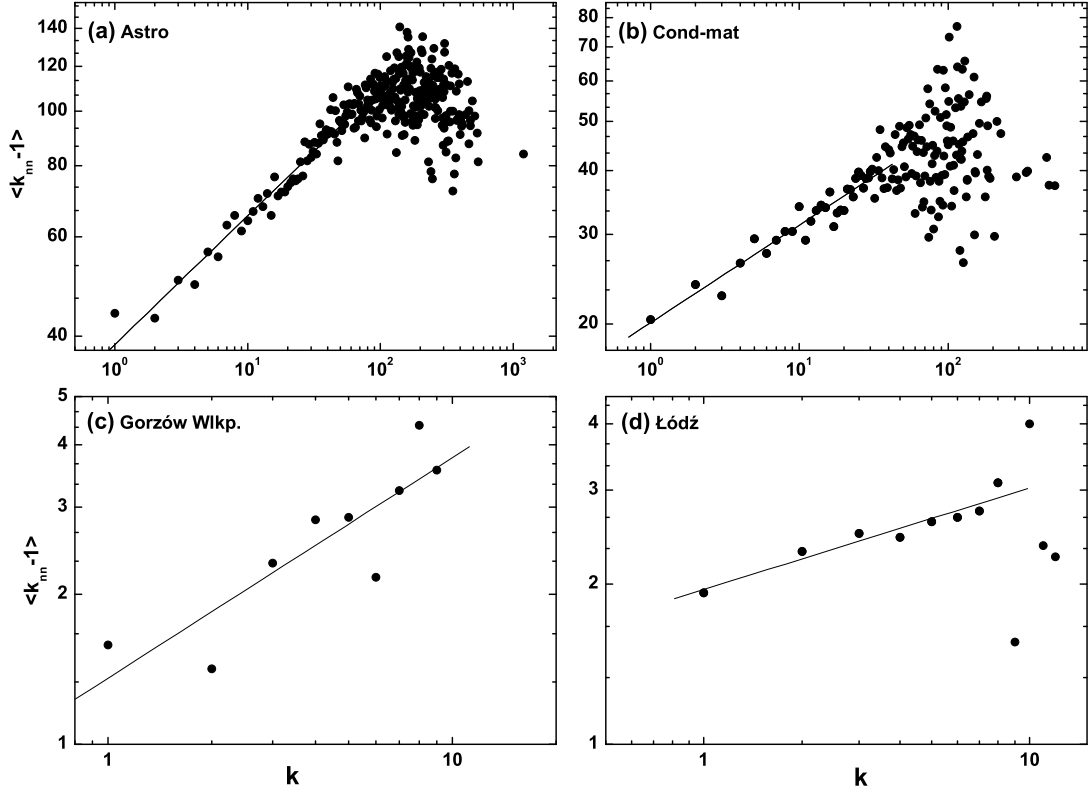 (a) Astro
140
120
100
80
60
40
<k_nn-1>
10^0 10^1 10^2 10^3
(b) Cond-mat
80
70
60
50
40
30
20
10^0 10^1 10^2
(c) Gorzów Wlkp.
5
4
3
2
1
<k_nn-1>
1 10
k
(d) Łódź
4
3
2
1
1 10
k